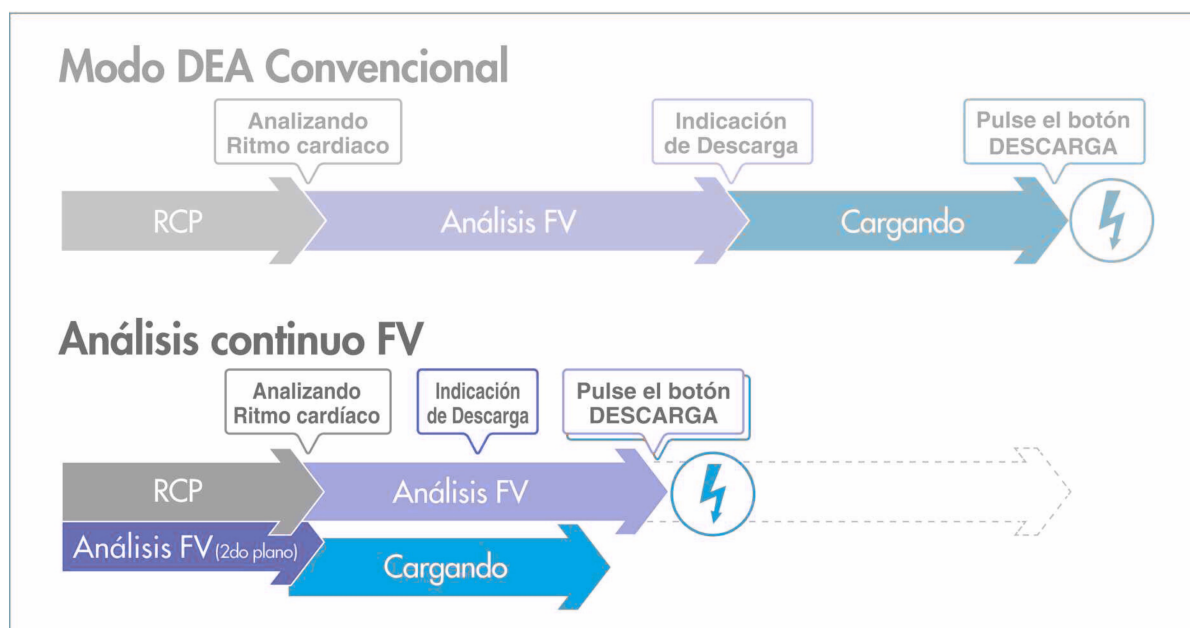 Modo DEA Convencional
Analizando
Ritmo cardiaco
Indicación
de Descarga
Pulse el botón
DESCARGA
RCP
Análisis FV
Cargando
Análisis continuo FV
Analizando
Ritmo cardíaco
Indicación
de Descarga
Pulse el botón
DESCARGA
RCP
Análisis FV
Análisis FV (2do plano)
Cargando